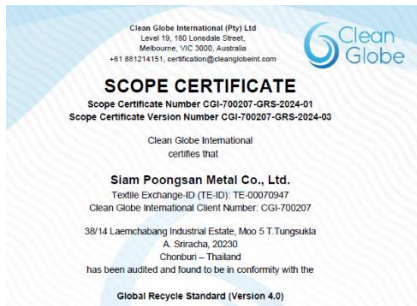 Clean Globe International (Pty) Ltd
Level 19, 180 Lonsdale Street,
Melbourne, VIC 3000, Australia
+61 881214151, certification@cleanglobeint.com
Clean
Globe
SCOPE CERTIFICATE
Scope Certificate Number CGI-700207-GRS-2024-01
Scope Certificate Version Number CGI-700207-GRS-2024-03
Clean Globe International
certifies that
Siam Poongsan Metal Co., Ltd.
Textile Exchange-ID (TE-ID): TE-00070947
Clean Globe International Client Number: CGI-700207
38/14 Laemchabang Industrial Estate, Moo 5 T.Tungsukla
A. Sriracha, 20230
Chonburi – Thailand
has been audited and found to be in conformity with the
Global Recycle Standard (Version 4.0)